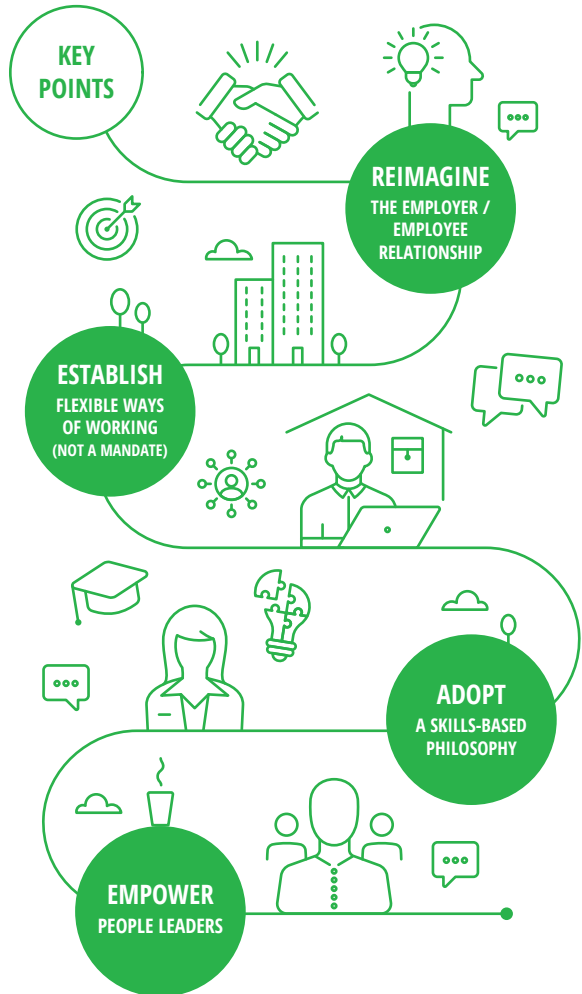 KEY
POINTS
REIMAGINE
THE EMPLOYER /
EMPLOYEE
RELATIONSHIP
ESTABLISH
FLEXIBLE WAYS
OF WORKING
(NOT A MANDATE)
ADOPT
A SKILLS-BASED
PHILOSOPHY
EMPOWER
PEOPLE LEADERS